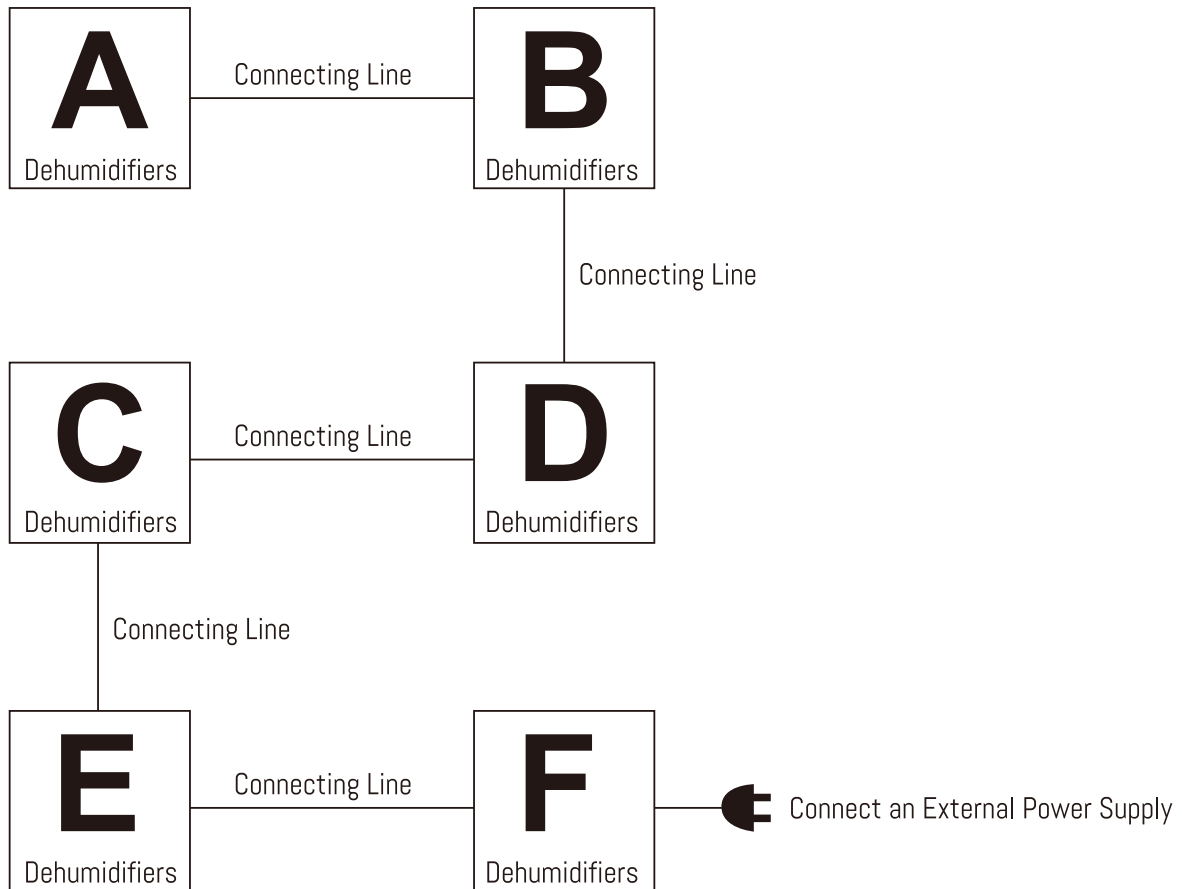 A
Connecting Line
B
Dehumidifiers
Dehumidifiers
Connecting Line
C
Connecting Line
D
Dehumidifiers
Dehumidifiers
Connecting Line
E
Connecting Line
F
Connect an External Power Supply
Dehumidifiers
Dehumidifiers